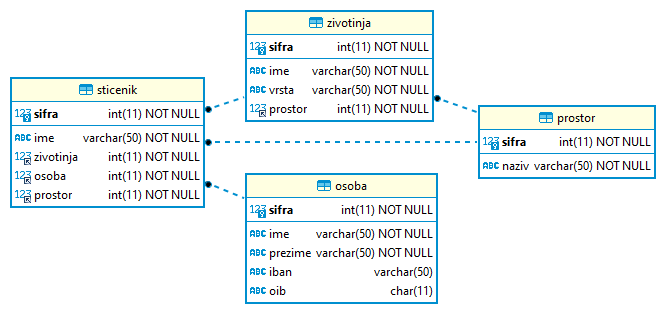 zivotinja
123 sifra int(11) NOT NULL
ABC ime varchar(50) NOT NULL
ABC vrsta varchar(50) NOT NULL
123 prostor int(11) NOT NULL
sticenik
123 sifra int(11) NOT NULL
ABC ime varchar(50) NOT NULL
123 zivotinja int(11) NOT NULL
123 osoba int(11) NOT NULL
123 prostor int(11) NOT NULL
prostor
123 sifra int(11) NOT NULL
ABC naziv varchar(50) NOT NULL
osoba
123 sifra int(11) NOT NULL
ABC ime varchar(50) NOT NULL
ABC prezime varchar(50) NOT NULL
ABC iban varchar(50)
ABC oib char(11)